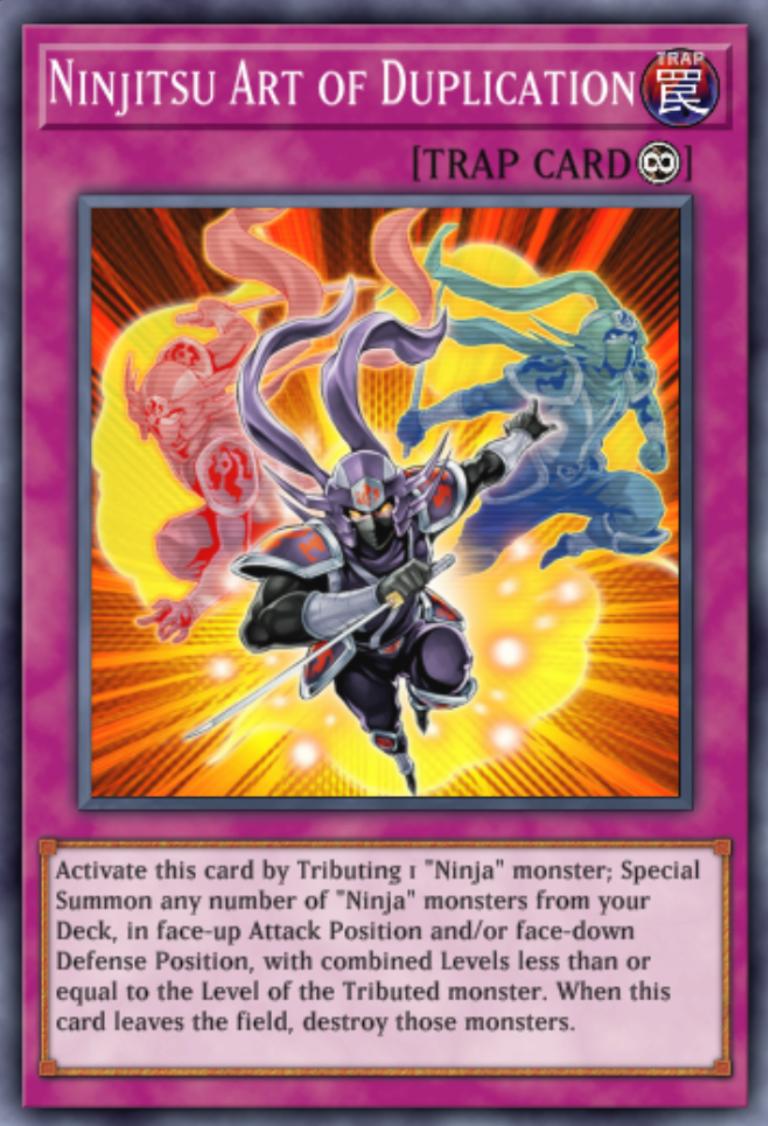 Ninjitsu Art of Duplication
TRAP
罠
[TRAP CARD∞]
Activate this card by Tributing 1 "Ninja" monster; Special
Summon any number of "Ninja" monsters from your
Deck, in face-up Attack Position and/or face-down
Defense Position, with combined Levels less than or
equal to the Level of the Tributed monster. When this
card leaves the field, destroy those monsters.